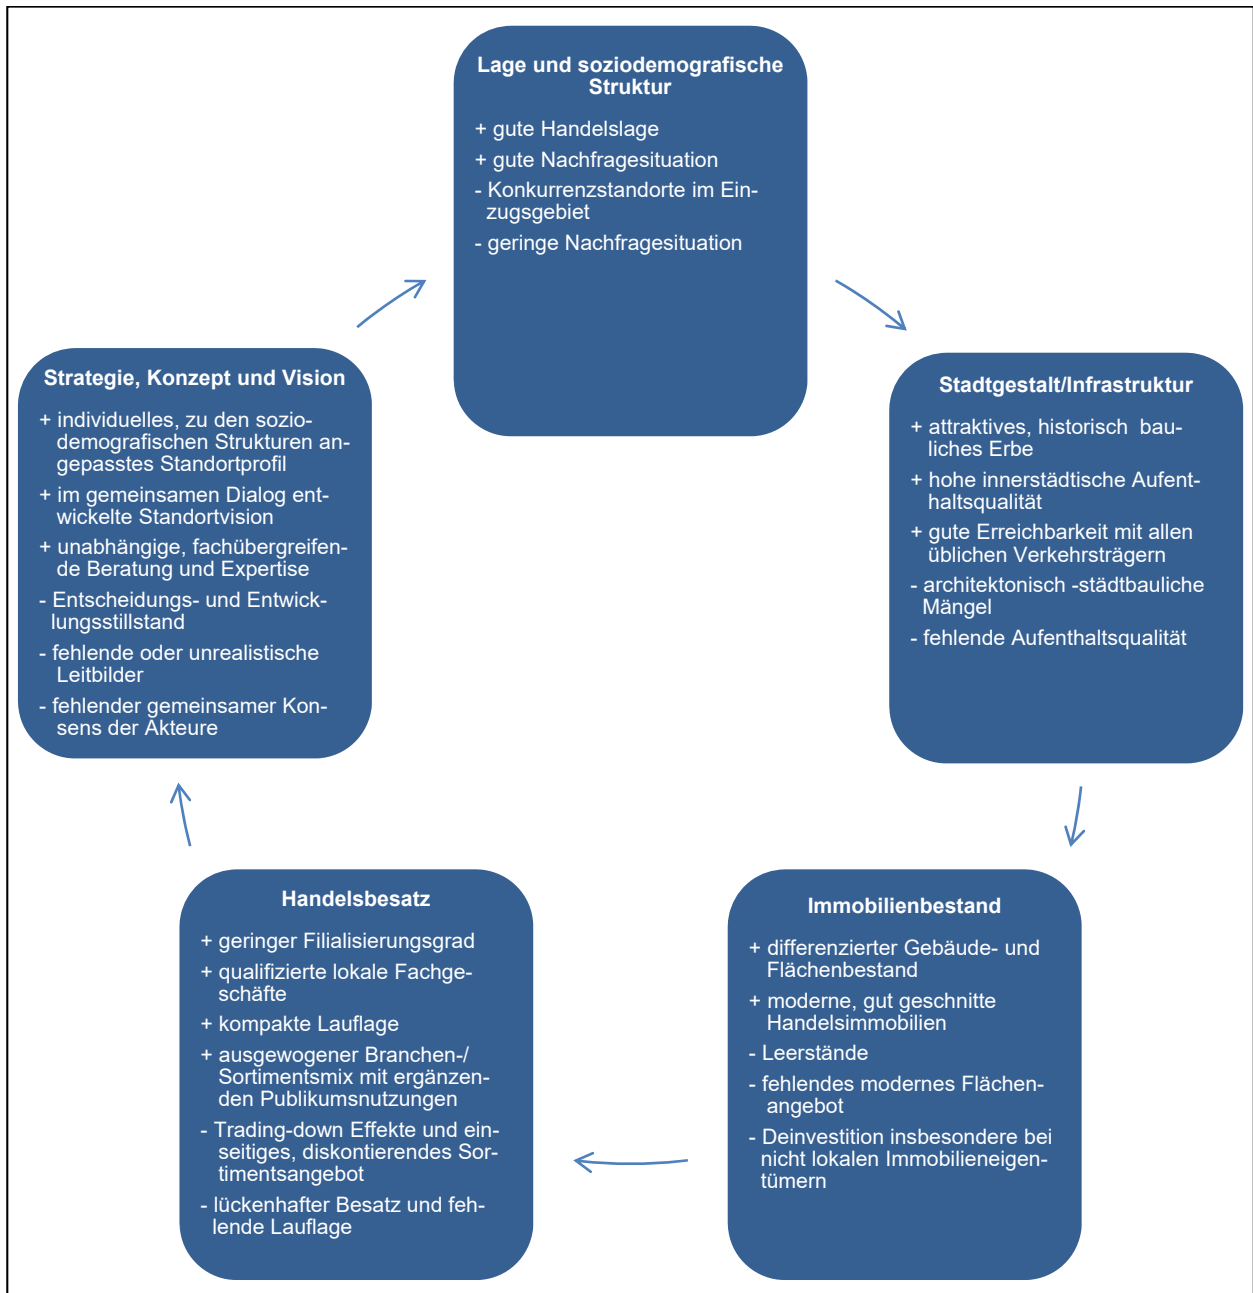 Lage und soziodemografische
Struktur
+ gute Handelslage
+ gute Nachfragesituation
- Konkurrenzstandorte im Ein-
zugsgebiet
- geringe Nachfragesituation
Stadtgestalt/Infrastruktur
+ attraktives, historisch bau-
liches Erbe
+ hohe innerstädtische Aufent-
haltsqualität
+ gute Erreichbarkeit mit allen
üblichen Verkehrsträgern
- architektonisch -städtbauliche
Mängel
- fehlende Aufenthaltsqualität
Immobilienbestand
+ differenzierter Gebäude- und
Flächenbestand
+ moderne, gut geschnitte
Handelsimmobilien
- Leerstände
- fehlendes modernes Flächen-
angebot
- Deinvestition insbesondere bei
nicht lokalen Immobilieneigen-
tümern
Handelsbesatz
+ geringer Filialisierungsgrad
+ qualifizierte lokale Fachge-
schäfte
+ kompakte Lauflage
+ ausgewogener Branchen-/
Sortimentsmix mit ergänzen-
den Publikumsnutzungen
- Trading-down Effekte und ein-
seitiges, diskontierendes Sor-
timentsangebot
- lückenhafter Besatz und feh-
lende Lauflage
Strategie, Konzept und Vision
+ individuelles, zu den sozio-
demografischen Strukturen an-
gepasstes Standortprofil
+ im gemeinsamen Dialog ent-
wickelte Standortvision
+ unabhängige, fachübergreifen-
de Beratung und Expertise
- Entscheidungs- und Entwick-
lungsstillstand
- fehlende oder unrealistische
Leitbilder
- fehlender gemeinsamer Kon-
sens der Akteure